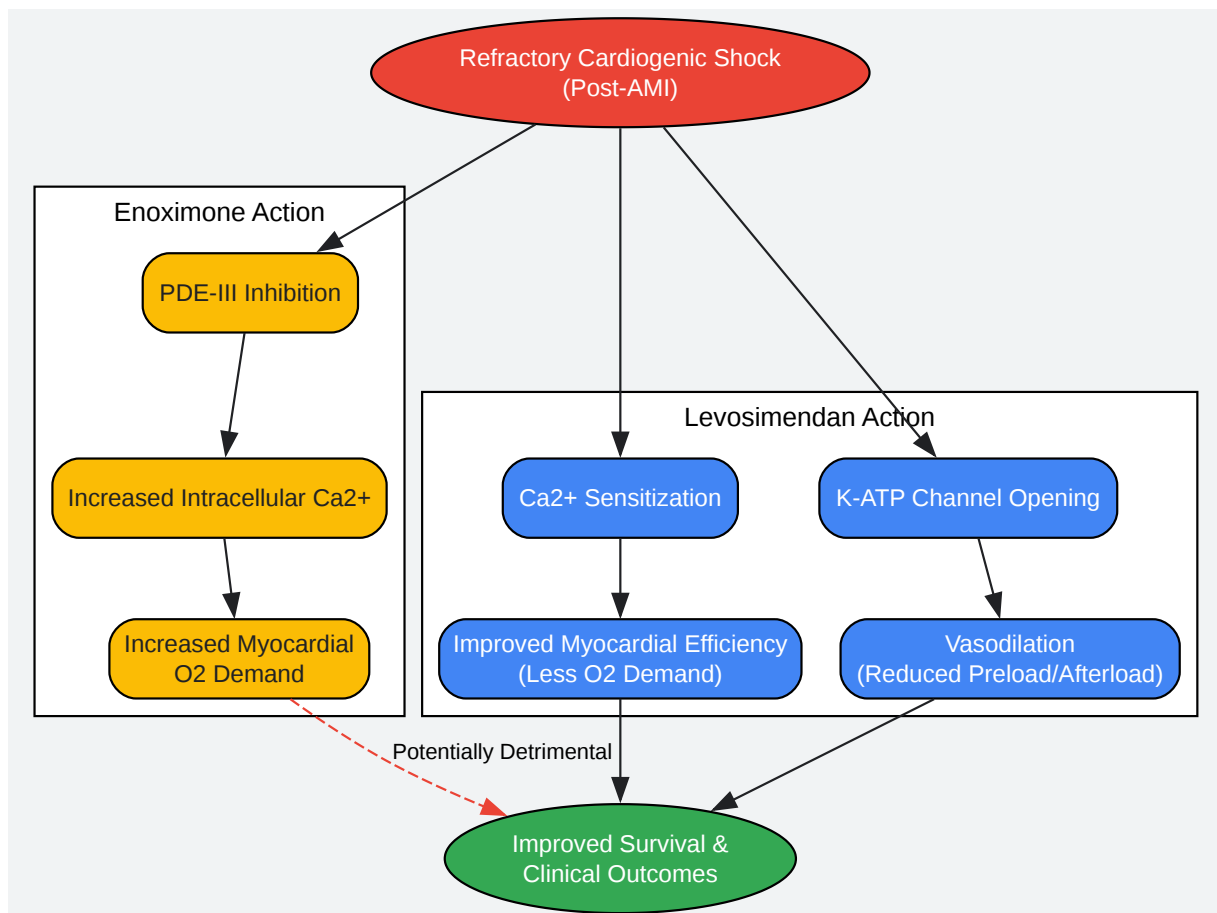 Refractory Cardiogenic Shock
(Post-AMI)
Enoximone Action
PDE-III Inhibition
Increased Intracellular Ca2+
Increased Myocardial
O2 Demand
Levosimendan Action
Ca2+ Sensitization
K-ATP Channel Opening
Improved Myocardial Efficiency
(Less O2 Demand)
Vasodilation
(Reduced Preload/Afterload)
Potentially Detrimental
Improved Survival &
Clinical Outcomes